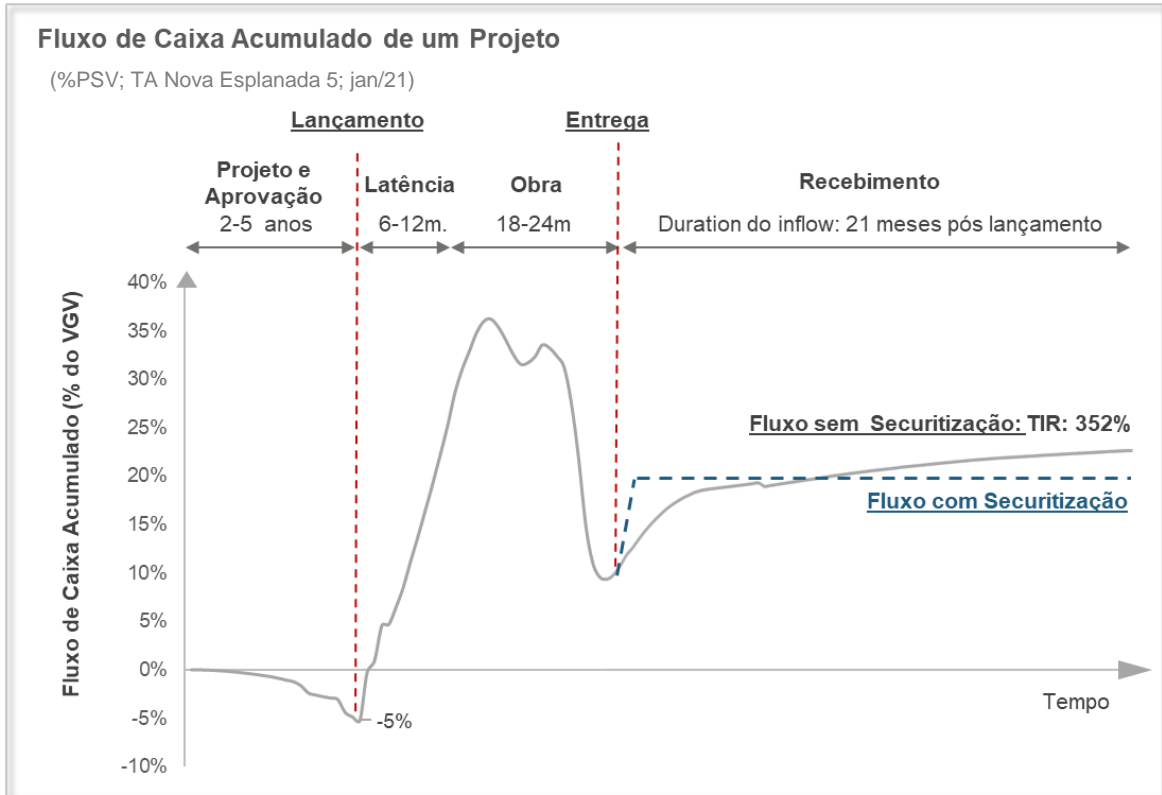 Fluxo de Caixa Acumulado de um Projeto
(%PSV; TA Nova Esplanada 5; jan/21)
Lançamento
Entrega
Projeto e
Aprovação
2-5 anos
Latência
6-12m.
Obra
18-24m
Recebimento
Duration do inflow: 21 meses pós lançamento
Fluxo de Caixa Acumulado (% do VGV)
40%
35%
30%
25%
20%
15%
10%
5%
0%
-5%
-10%
-5%
Fluxo sem Securitização: TIR: 352%
Fluxo com Securitização
Tempo